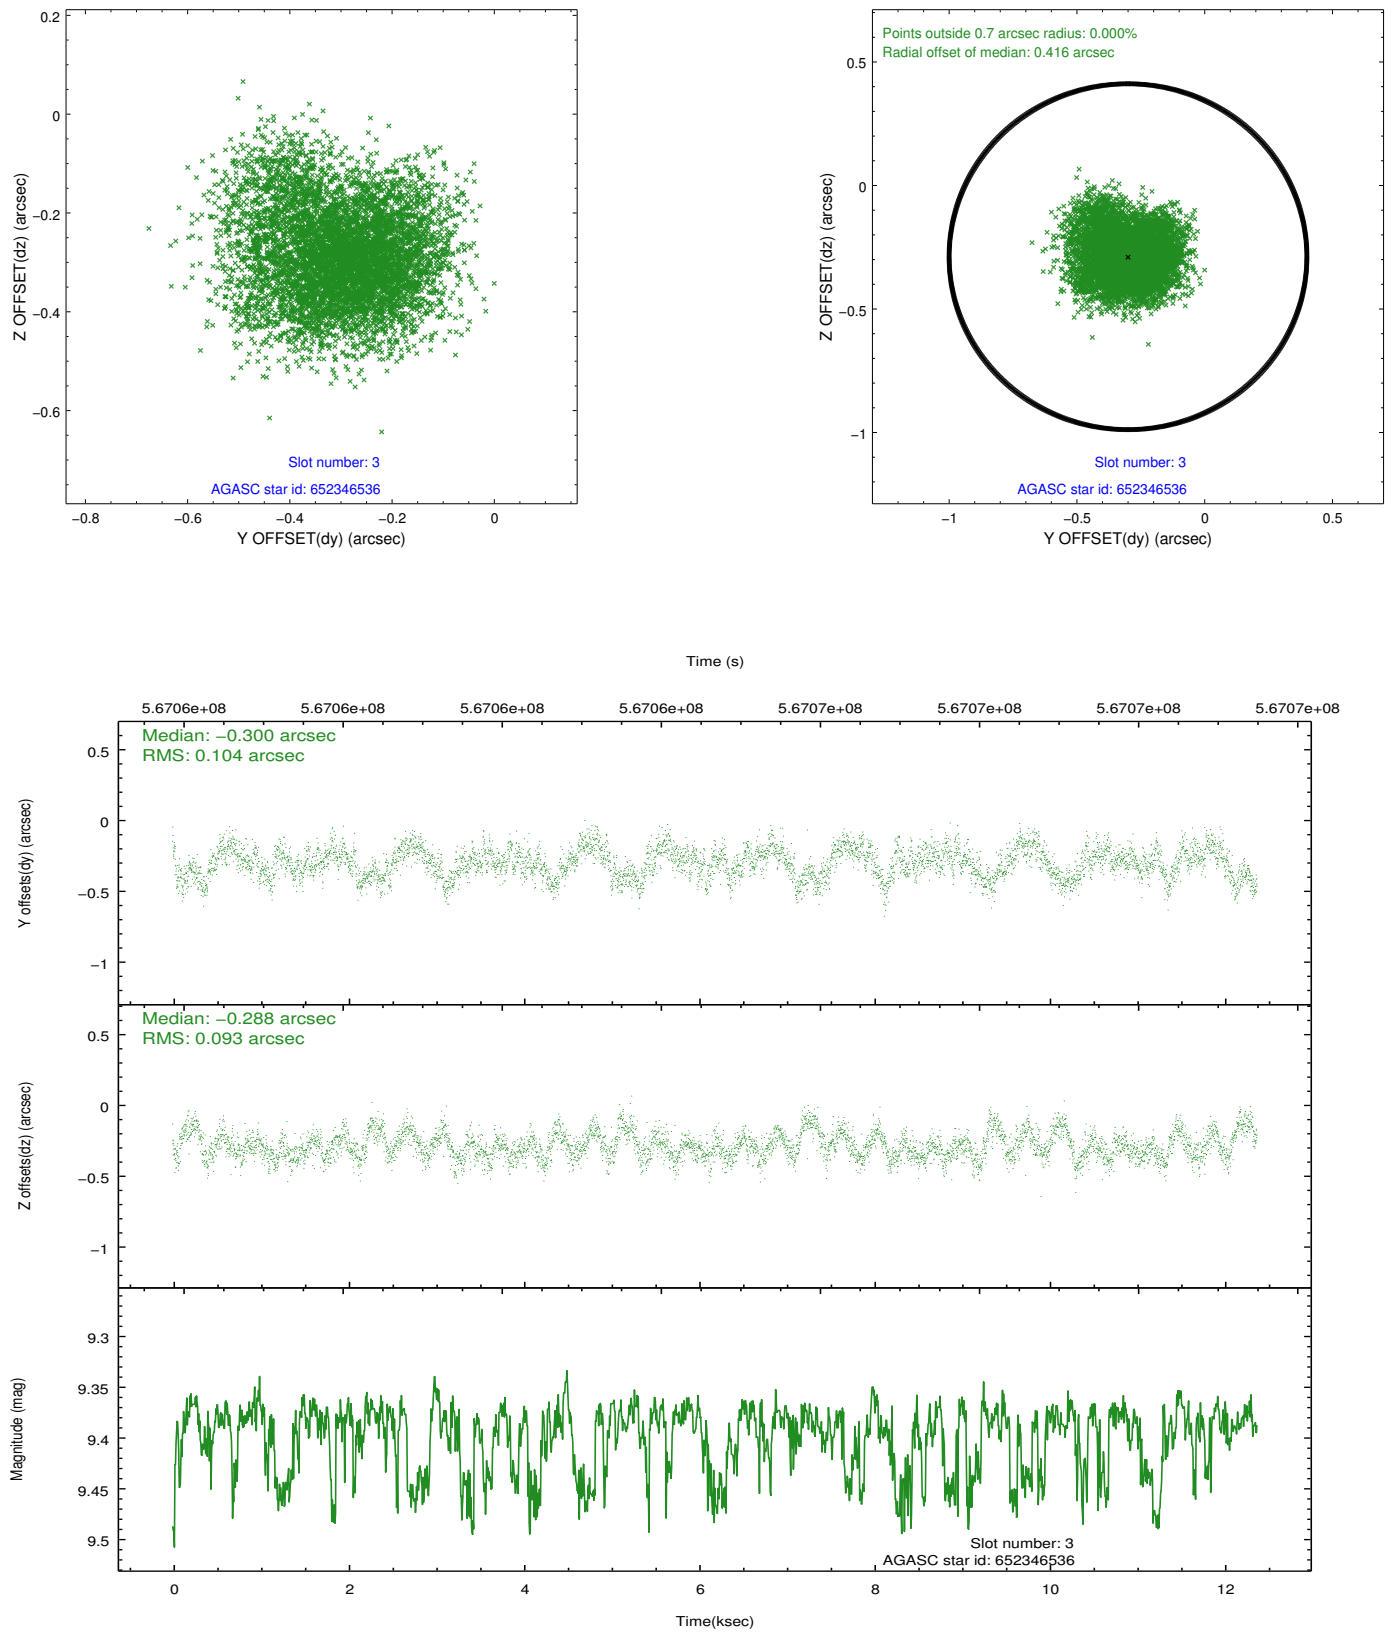 0.2
0
−0.2
−0.4
−0.6
−0.8
−0.6
−0.4
−0.2
0
Z OFFSET(dz) (arcsec)
Y OFFSET(dy) (arcsec)
Slot number: 3
AGASC star id: 652346536
Points outside 0.7 arcsec radius: 0.000%
Radial offset of median: 0.416 arcsec
0.5
0
−0.5
−1
−1
−0.5
0
0.5
Z OFFSET(dz) (arcsec)
Y OFFSET(dy) (arcsec)
Slot number: 3
AGASC star id: 652346536
Time (s)
5.6706e+08 5.6706e+08 5.6706e+08 5.6706e+08 5.6707e+08 5.6707e+08 5.6707e+08 5.6707e+08
Median: −0.300 arcsec
RMS: 0.104 arcsec
0.5
0
−0.5
−1
Y offsets(dy) (arcsec)
Median: −0.288 arcsec
RMS: 0.093 arcsec
0.5
0
−0.5
−1
Z offsets(dz) (arcsec)
9.3
9.35
9.4
9.45
9.5
Magnitude (mag)
Slot number: 3
AGASC star id: 652346536
0 2 4 6 8 10 12
Time(ksec)